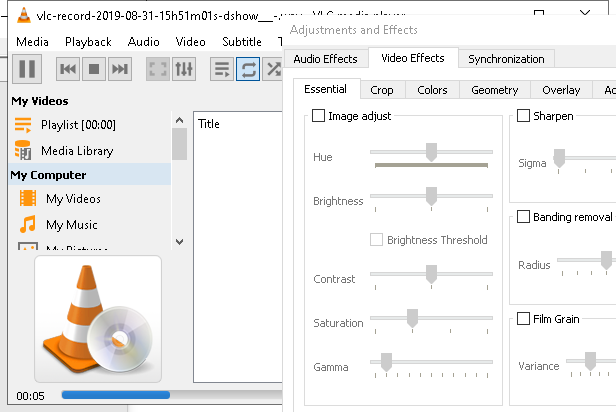 vlc-record-2019-08-31-15h51m01s-dshow___-.wav - VLC media player
Media Playback Audio Video Subtitle T
My Videos
Playlist [00:00]
Media Library
My Computer
My Videos
My Music
My Pictures
Title
00:05
Adjustments and Effects
Audio Effects Video Effects Synchronization
Essential Crop Colors Geometry Overlay
Image adjust
Hue
Brightness
Brightness Threshold
Contrast
Saturation
Gamma
Sharpen
Sigma
Banding removal
Radius
Film Grain
Variance